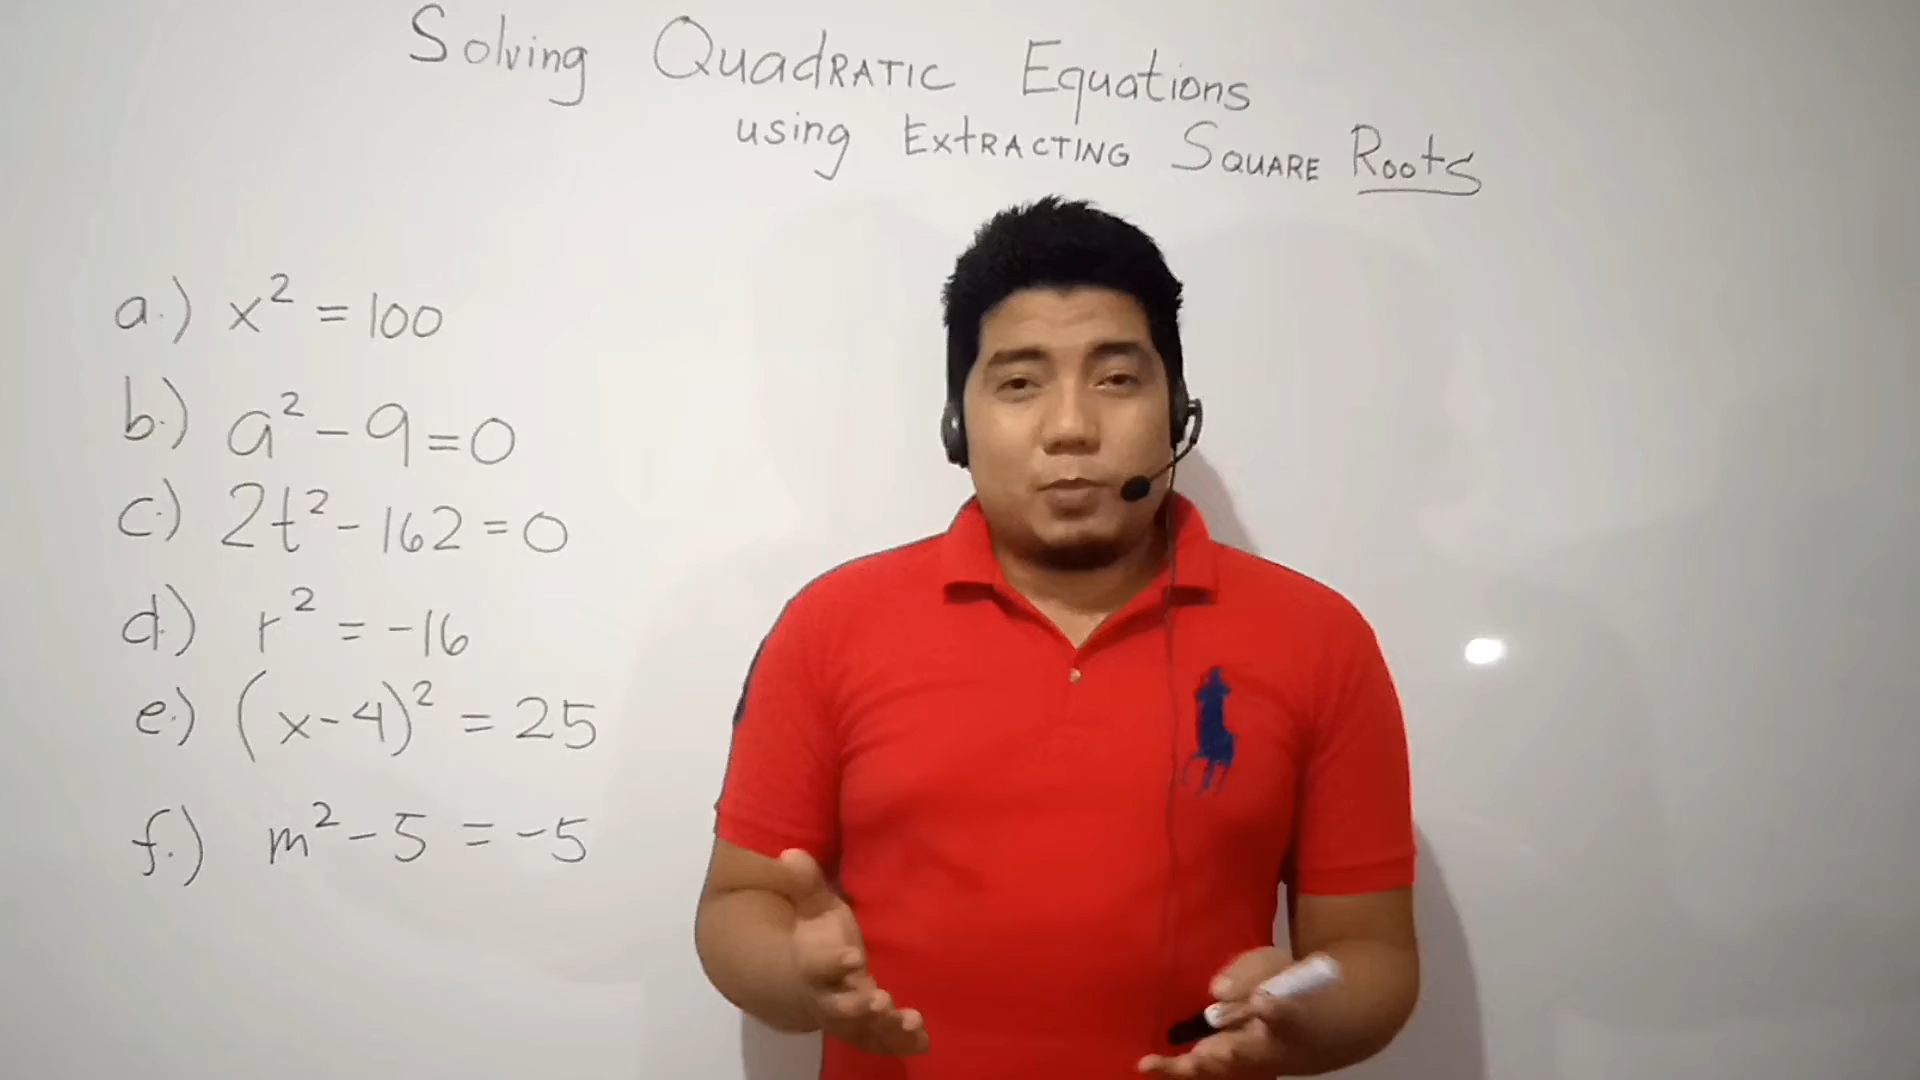 Solving Quadratic Equations
using Extracting Square Roots
a.) x² = 100
b.) a² - 9 = 0
c.) 2t² - 162 = 0
d.) r² = -16
e.) (x - 4)² = 25
f.) m² - 5 = -5